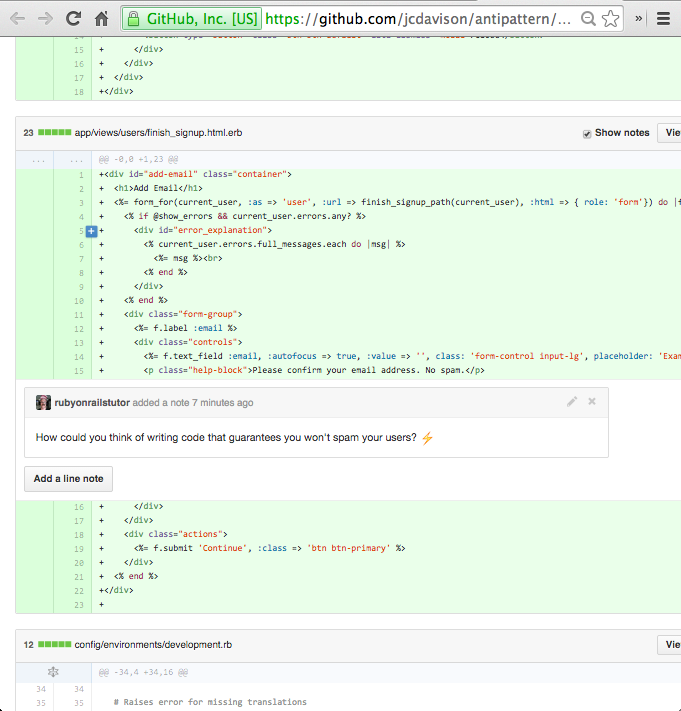 GitHub, Inc. [US] https://github.com/jcdavison/antipattern/...
15 + </div>
16 + </div>
17 + </div>
18 +</div>
23 app/views/users/finish_signup.html.erb Show notes Vie
... ... @@ -0,0 +1,23 @@
1 +<div id="add-email" class="container">
2 + <h1>Add Email</h1>
3 + <%= form_for(current_user, :as => 'user', :url => finish_signup_path(current_user), :html => { role: 'form'}) do |f
4 + <% if @show_errors && current_user.errors.any? %>
5 + <div id="error_explanation">
6 + <% current_user.errors.full_messages.each do |msg| %>
7 + <%= msg %><br>
8 + <% end %>
9 + </div>
10 + <% end %>
11 + <div class="form-group">
12 + <%= f.label :email %>
13 + <div class="controls">
14 + <%= f.text_field :email, :autofocus => true, :value => '', class: 'form-control input-lg', placeholder: 'Exam
15 + <p class="help-block">Please confirm your email address. No spam.</p>
rubyonrailstutor added a note 7 minutes ago
How could you think of writing code that guarantees you won't spam your users? ⚡
Add a line note
16 + </div>
17 + </div>
18 + <div class="actions">
19 + <%= f.submit 'Continue', :class => 'btn btn-primary' %>
20 + </div>
21 + <% end %>
22 +</div>
23 +
12 config/environments/development.rb Vie
@@ -34,4 +34,16 @@
34 34
35 35 # Raises error for missing translations